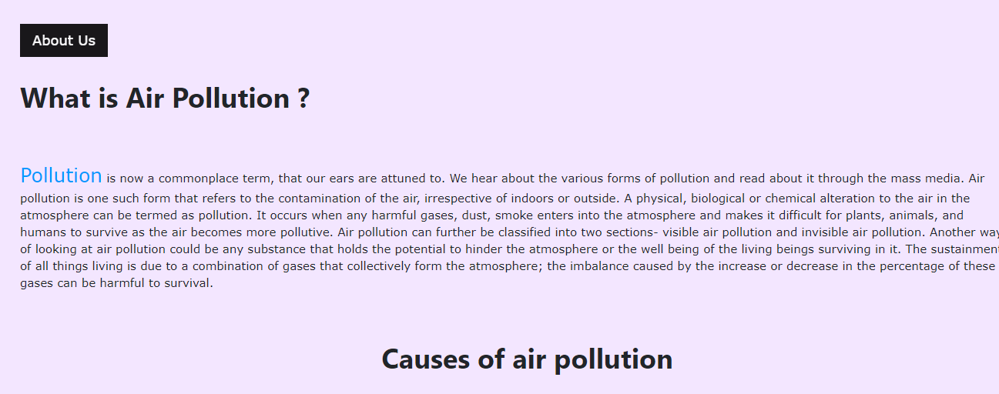 About Us
What is Air Pollution ?
Pollution is now a commonplace term, that our ears are attuned to. We hear about the various forms of pollution and read about it through the mass media. Air
pollution is one such form that refers to the contamination of the air, irrespective of indoors or outside. A physical, biological or chemical alteration to the air in the
atmosphere can be termed as pollution. It occurs when any harmful gases, dust, smoke enters into the atmosphere and makes it difficult for plants, animals, and
humans to survive as the air becomes more pollutive. Air pollution can further be classified into two sections- visible air pollution and invisible air pollution. Another way
of looking at air pollution could be any substance that holds the potential to hinder the atmosphere or the well being of the living beings surviving in it. The sustainment
of all things living is due to a combination of gases that collectively form the atmosphere; the imbalance caused by the increase or decrease in the percentage of these
gases can be harmful to survival.
Causes of air pollution